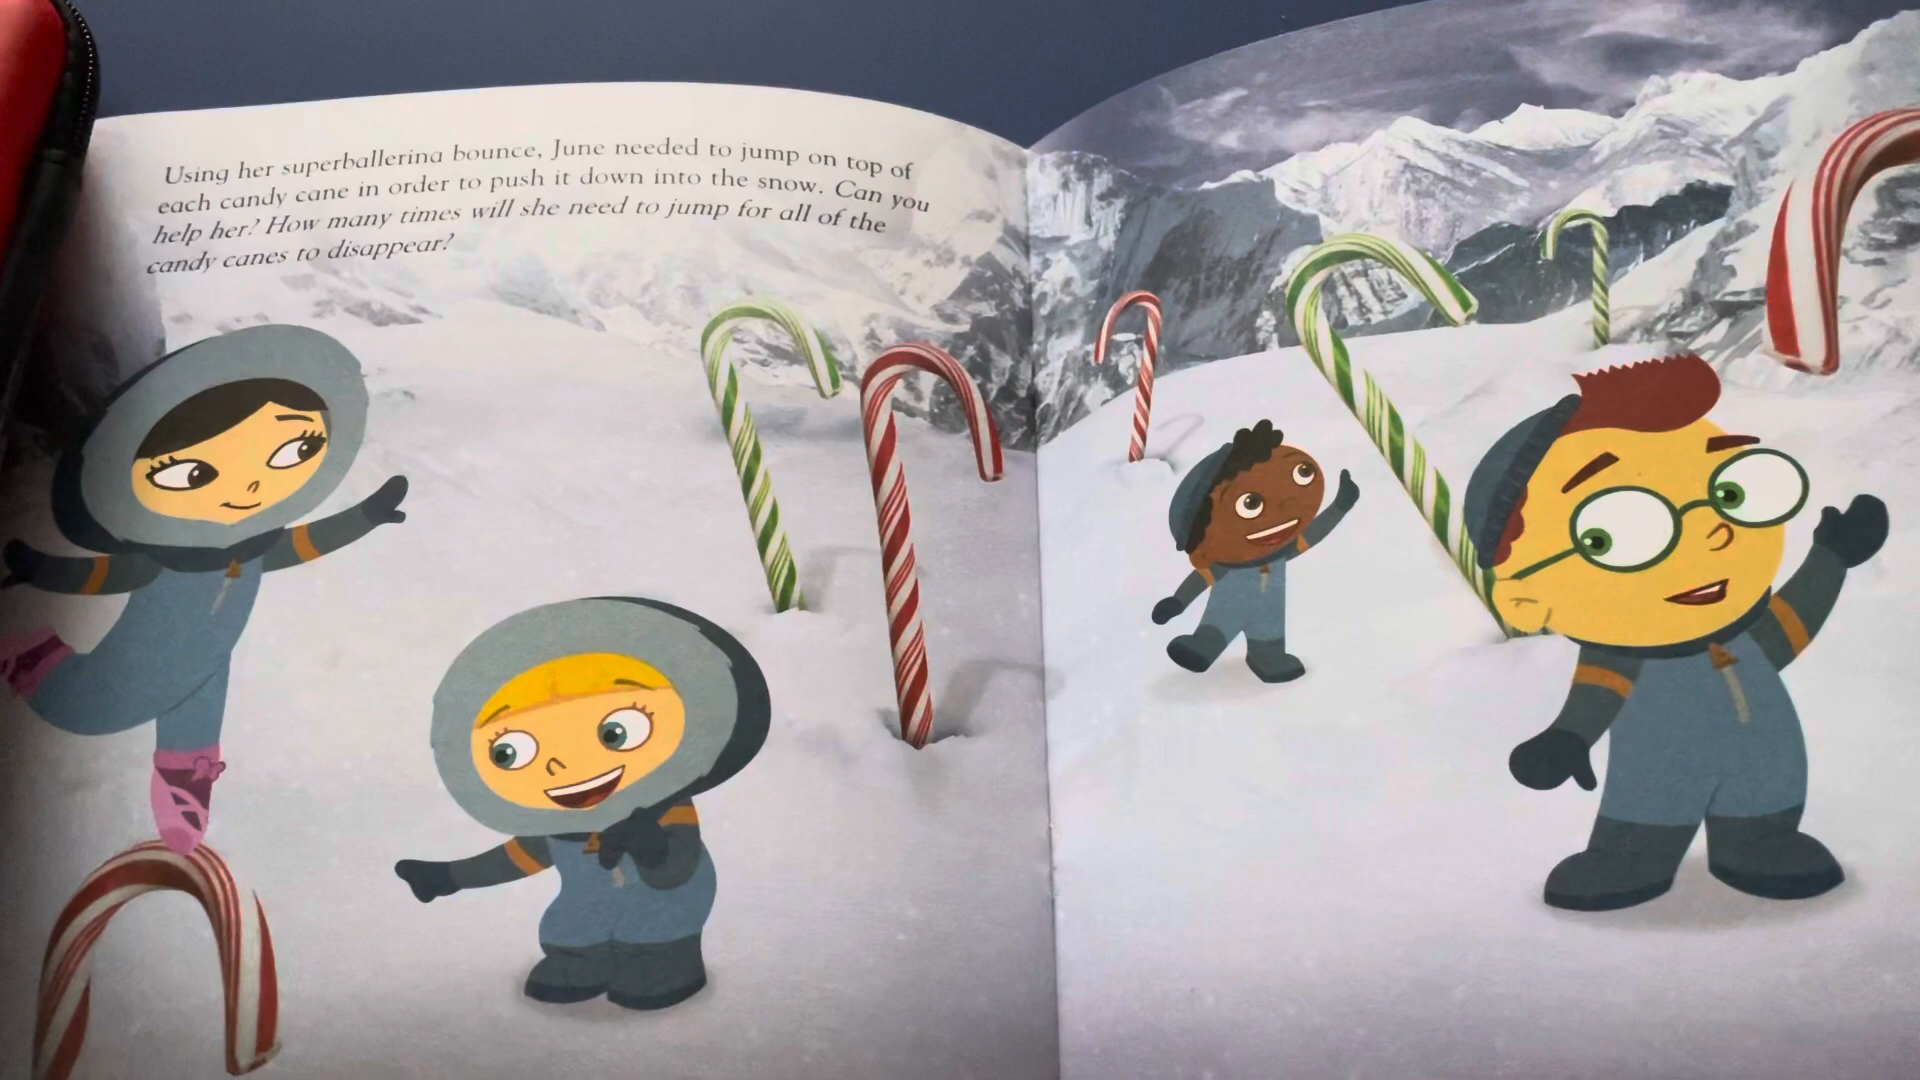 Using her superballerina bounce, June needed to jump on top of
each candy cane in order to push it down into the snow. Can you
help her? How many times will she need to jump for all of the
candy canes to disappear?